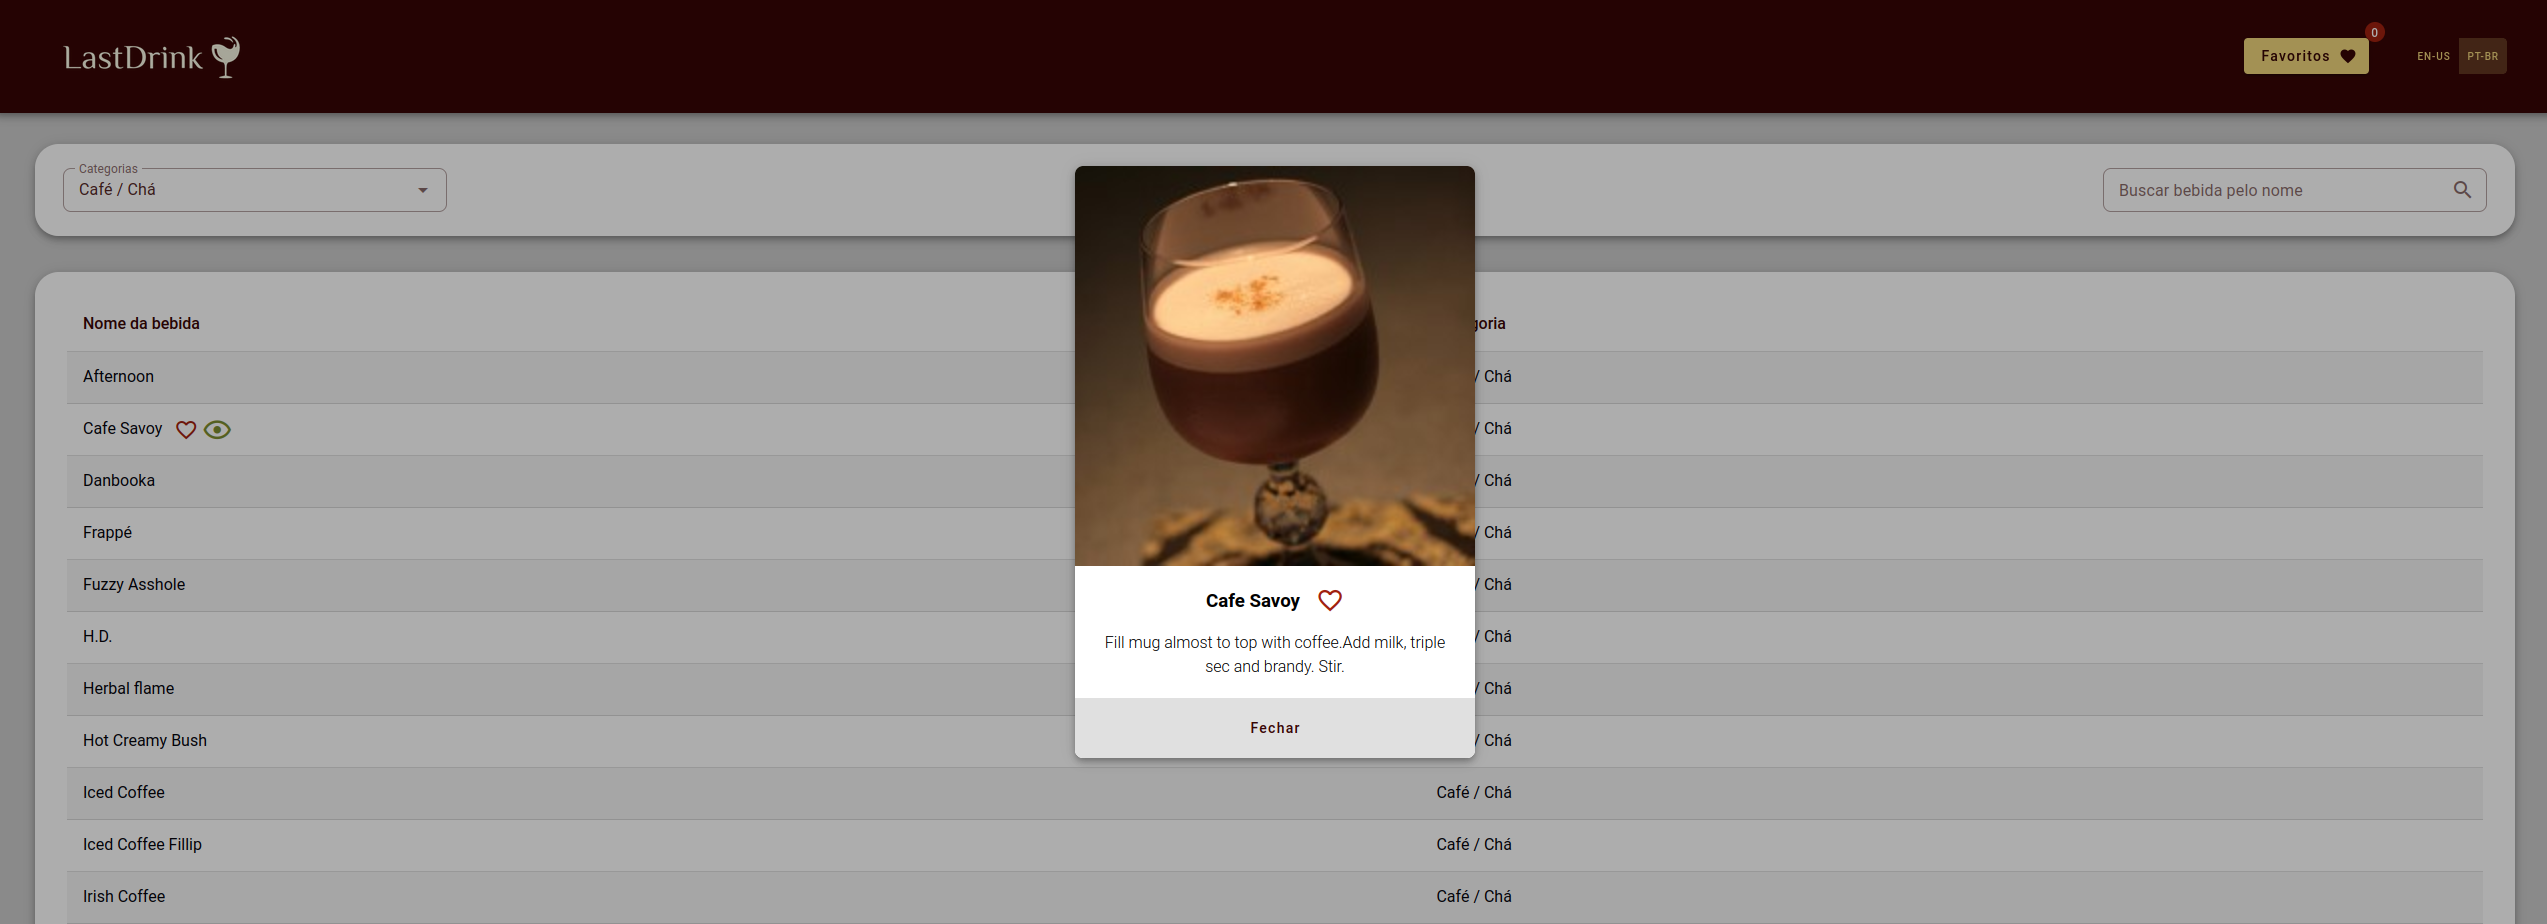 LastDrink
Favoritos
0
EN-US
PT-BR
Categorias
Café / Chá
Buscar bebida pelo nome
Nome da bebida
goria
Afternoon
/ Chá
Cafe Savoy
/ Chá
Danbooka
/ Chá
Frappé
/ Chá
Fuzzy Asshole
/ Chá
H.D.
/ Chá
Herbal flame
/ Chá
Hot Creamy Bush
/ Chá
Iced Coffee
Café / Chá
Iced Coffee Fillip
Café / Chá
Irish Coffee
Café / Chá
Cafe Savoy
Fill mug almost to top with coffee.Add milk, triple
sec and brandy. Stir.
Fechar